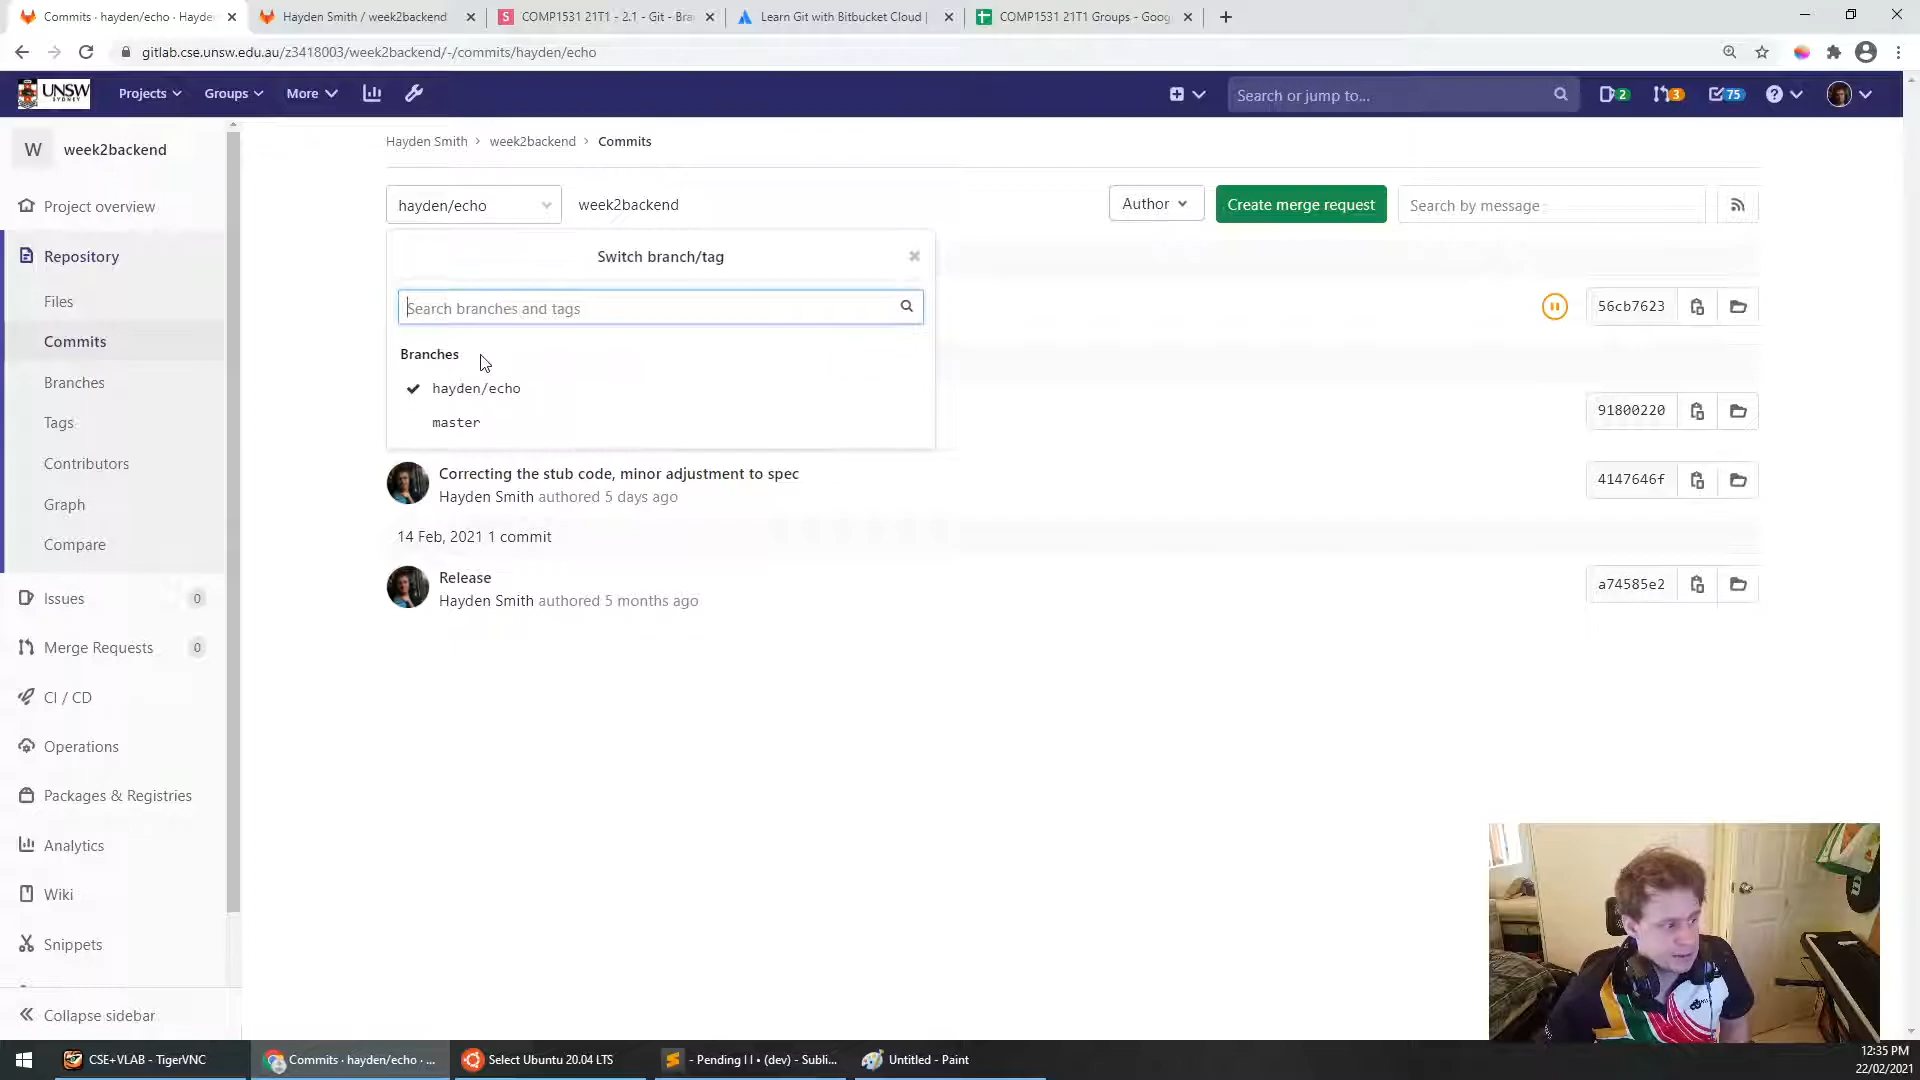 Commits · hayden/echo · Hayde
Hayden Smith / week2backend
COMP1531 21T1 - 2.1 - Git - Bra
Learn Git with Bitbucket Cloud |
COMP1531 21T1 Groups - Goog
gitlab.cse.unsw.edu.au/z3418003/week2backend/-/commits/hayden/echo
UNSW
SYDNEY
Projects
Groups
More
Search or jump to...
2
3
75
W
week2backend
Project overview
Repository
Files
Commits
Branches
Tags
Contributors
Graph
Compare
Issues
0
Merge Requests
0
CI / CD
Operations
Packages & Registries
Analytics
Wiki
Snippets
Collapse sidebar
Hayden Smith > week2backend > Commits
hayden/echo
week2backend
Author
Create merge request
Search by message
Switch branch/tag
Search branches and tags
Branches
hayden/echo
master
56cb7623
91800220
Correcting the stub code, minor adjustment to spec
Hayden Smith authored 5 days ago
4147646f
14 Feb, 2021 1 commit
Release
Hayden Smith authored 5 months ago
a74585e2
CSE+VLAB - TigerVNC
Commits · hayden/echo · ...
Select Ubuntu 20.04 LTS
- Pending I I • (dev) - Subli...
Untitled - Paint
12:35 PM
22/02/2021